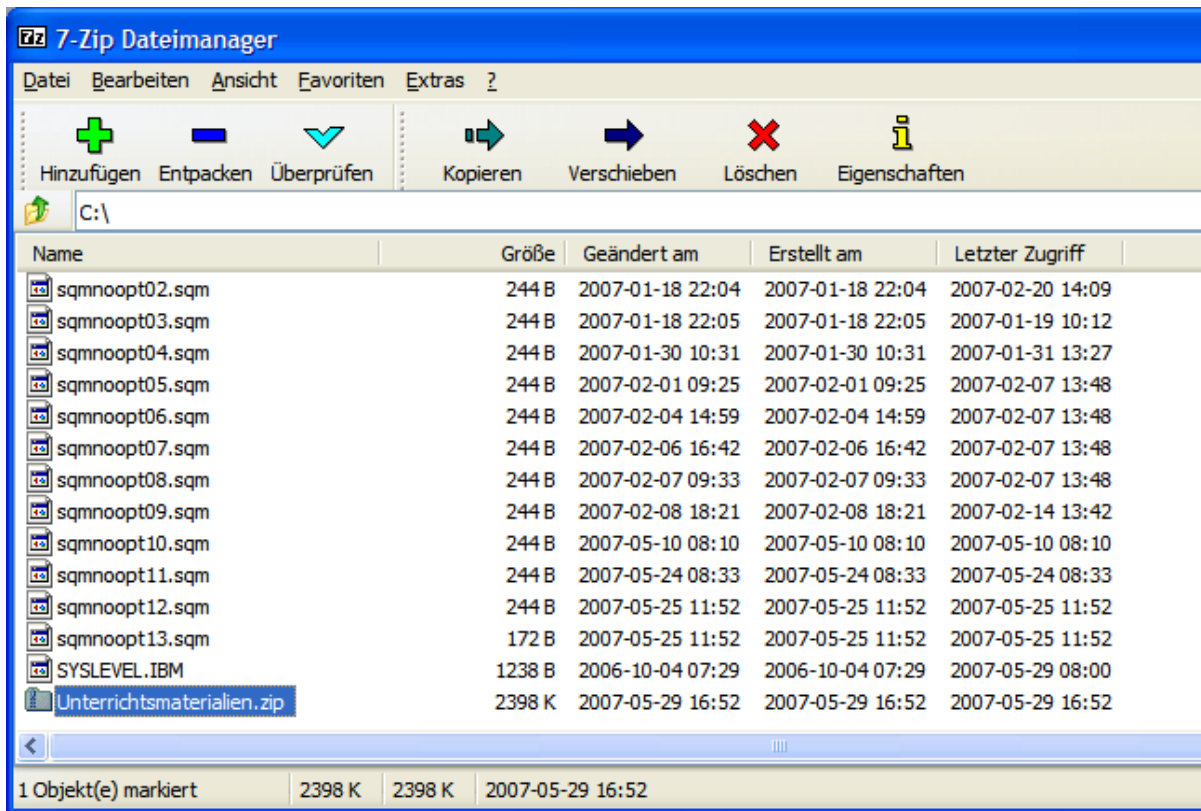 7z 7-Zip Dateimanager
Datei Bearbeiten Ansicht Favoriten Extras ?
Hinzufügen Entpacken Überprüfen Kopieren Verschieben Löschen Eigenschaften
C:\
Name Größe Geändert am Erstellt am Letzter Zugriff
sqmnoopt02.sqm 244 B 2007-01-18 22:04 2007-01-18 22:04 2007-02-20 14:09
sqmnoopt03.sqm 244 B 2007-01-18 22:05 2007-01-18 22:05 2007-01-19 10:12
sqmnoopt04.sqm 244 B 2007-01-30 10:31 2007-01-30 10:31 2007-01-31 13:27
sqmnoopt05.sqm 244 B 2007-02-01 09:25 2007-02-01 09:25 2007-02-07 13:48
sqmnoopt06.sqm 244 B 2007-02-04 14:59 2007-02-04 14:59 2007-02-07 13:48
sqmnoopt07.sqm 244 B 2007-02-06 16:42 2007-02-06 16:42 2007-02-07 13:48
sqmnoopt08.sqm 244 B 2007-02-07 09:33 2007-02-07 09:33 2007-02-07 13:48
sqmnoopt09.sqm 244 B 2007-02-08 18:21 2007-02-08 18:21 2007-02-14 13:42
sqmnoopt10.sqm 244 B 2007-05-10 08:10 2007-05-10 08:10 2007-05-10 08:10
sqmnoopt11.sqm 244 B 2007-05-24 08:33 2007-05-24 08:33 2007-05-24 08:33
sqmnoopt12.sqm 244 B 2007-05-25 11:52 2007-05-25 11:52 2007-05-25 11:52
sqmnoopt13.sqm 172 B 2007-05-25 11:52 2007-05-25 11:52 2007-05-25 11:52
SYSLEVEL.IBM 1238 B 2006-10-04 07:29 2006-10-04 07:29 2007-05-29 08:00
Unterrichtsmaterialien.zip 2398 K 2007-05-29 16:52 2007-05-29 16:52 2007-05-29 16:52
1 Objekt(e) markiert 2398 K 2398 K 2007-05-29 16:52